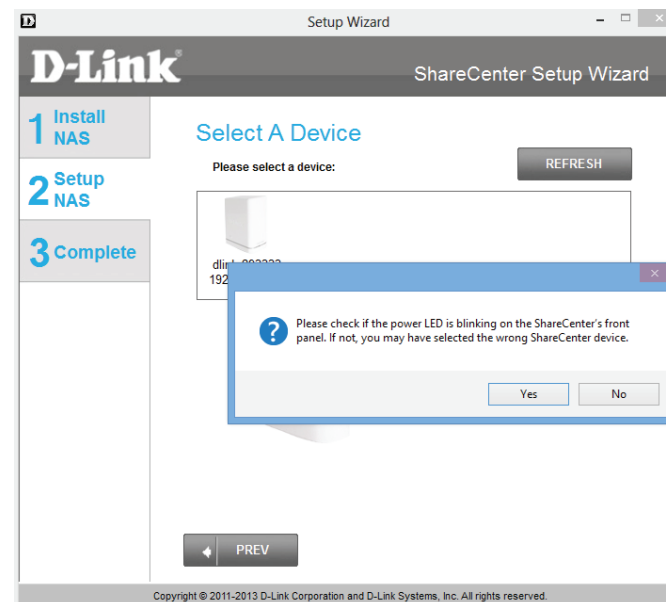 Setup Wizard
D-Link
ShareCenter Setup Wizard
1 Install NAS
2 Setup NAS
3 Complete
Select A Device
Please select a device:
REFRESH
192
Please check if the power LED is blinking on the ShareCenter's front
panel. If not, you may have selected the wrong ShareCenter device.
Yes
No
PREV
Copyright © 2011-2013 D-Link Corporation and D-Link Systems, Inc. All rights reserved.